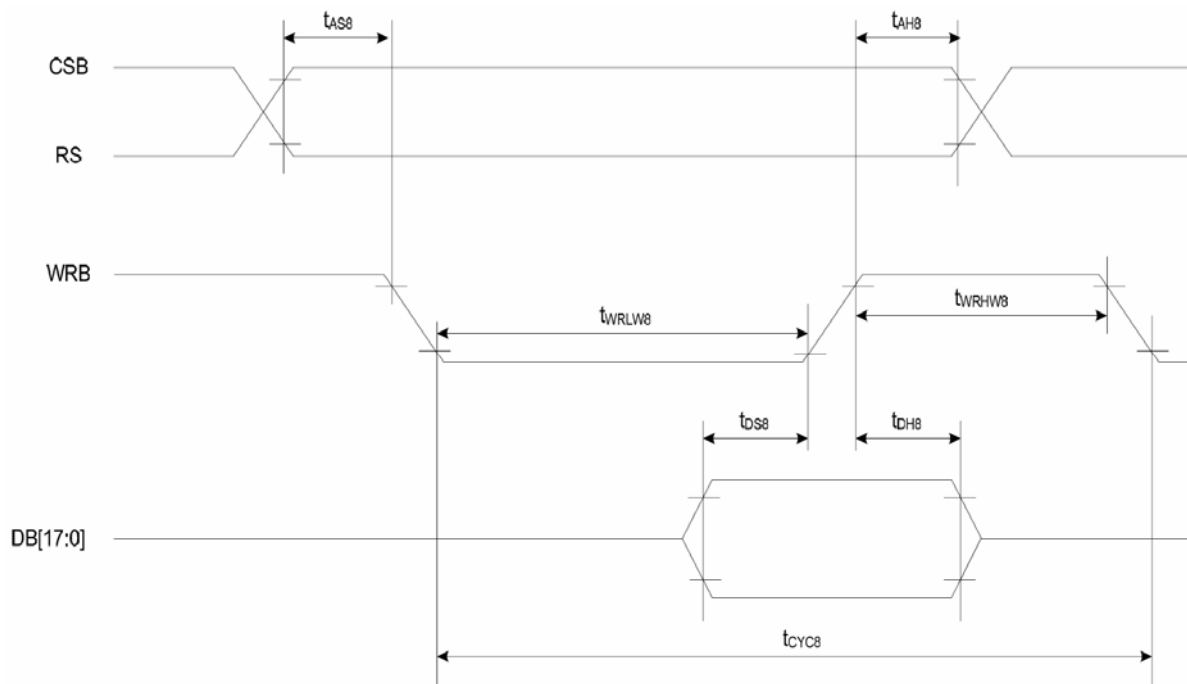 tAS8
tAH8
CSB
RS
WRB
tWRLW8
tWRHW8
tDS8
tDH8
DB[17:0]
tCYC8